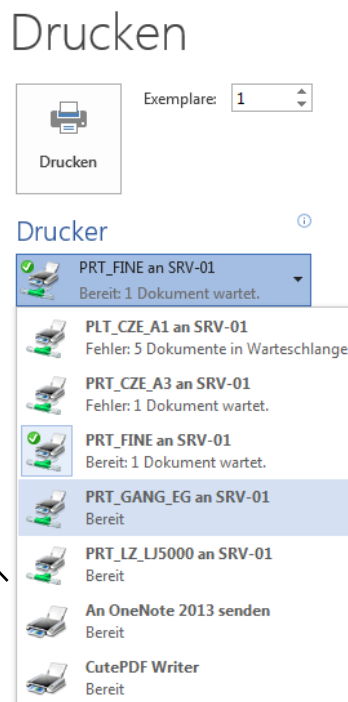 Drucken
Exemplare: 1
Drucken
Drucker
PRT_FINE an SRV-01
Bereit: 1 Dokument wartet.
PLT_CZE_A1 an SRV-01
Fehler: 5 Dokumente in Warteschlange
PRT_CZE_A3 an SRV-01
Fehler: 1 Dokument wartet.
PRT_FINE an SRV-01
Bereit: 1 Dokument wartet.
PRT_GANG_EG an SRV-01
Bereit
PRT_LZ_LJ5000 an SRV-01
Bereit
An OneNote 2013 senden
Bereit
CutePDF Writer
Bereit